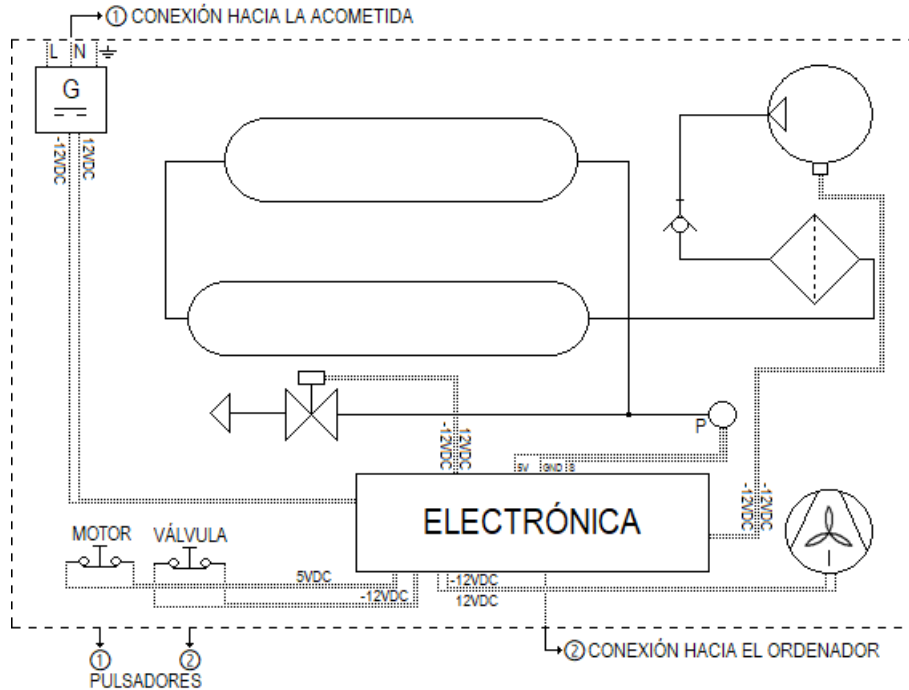 ① CONEXIÓN HACIA LA ACOMETIDA
L N
G
-12VDC
12VDC
P
-12VDC
12VDC
5V GND S
-12VDC
-12VDC
ELECTRÓNICA
MOTOR VÁLVULA
5VDC
-12VDC
-12VDC
12VDC
① ②
PULSADORES
② CONEXIÓN HACIA EL ORDENADOR